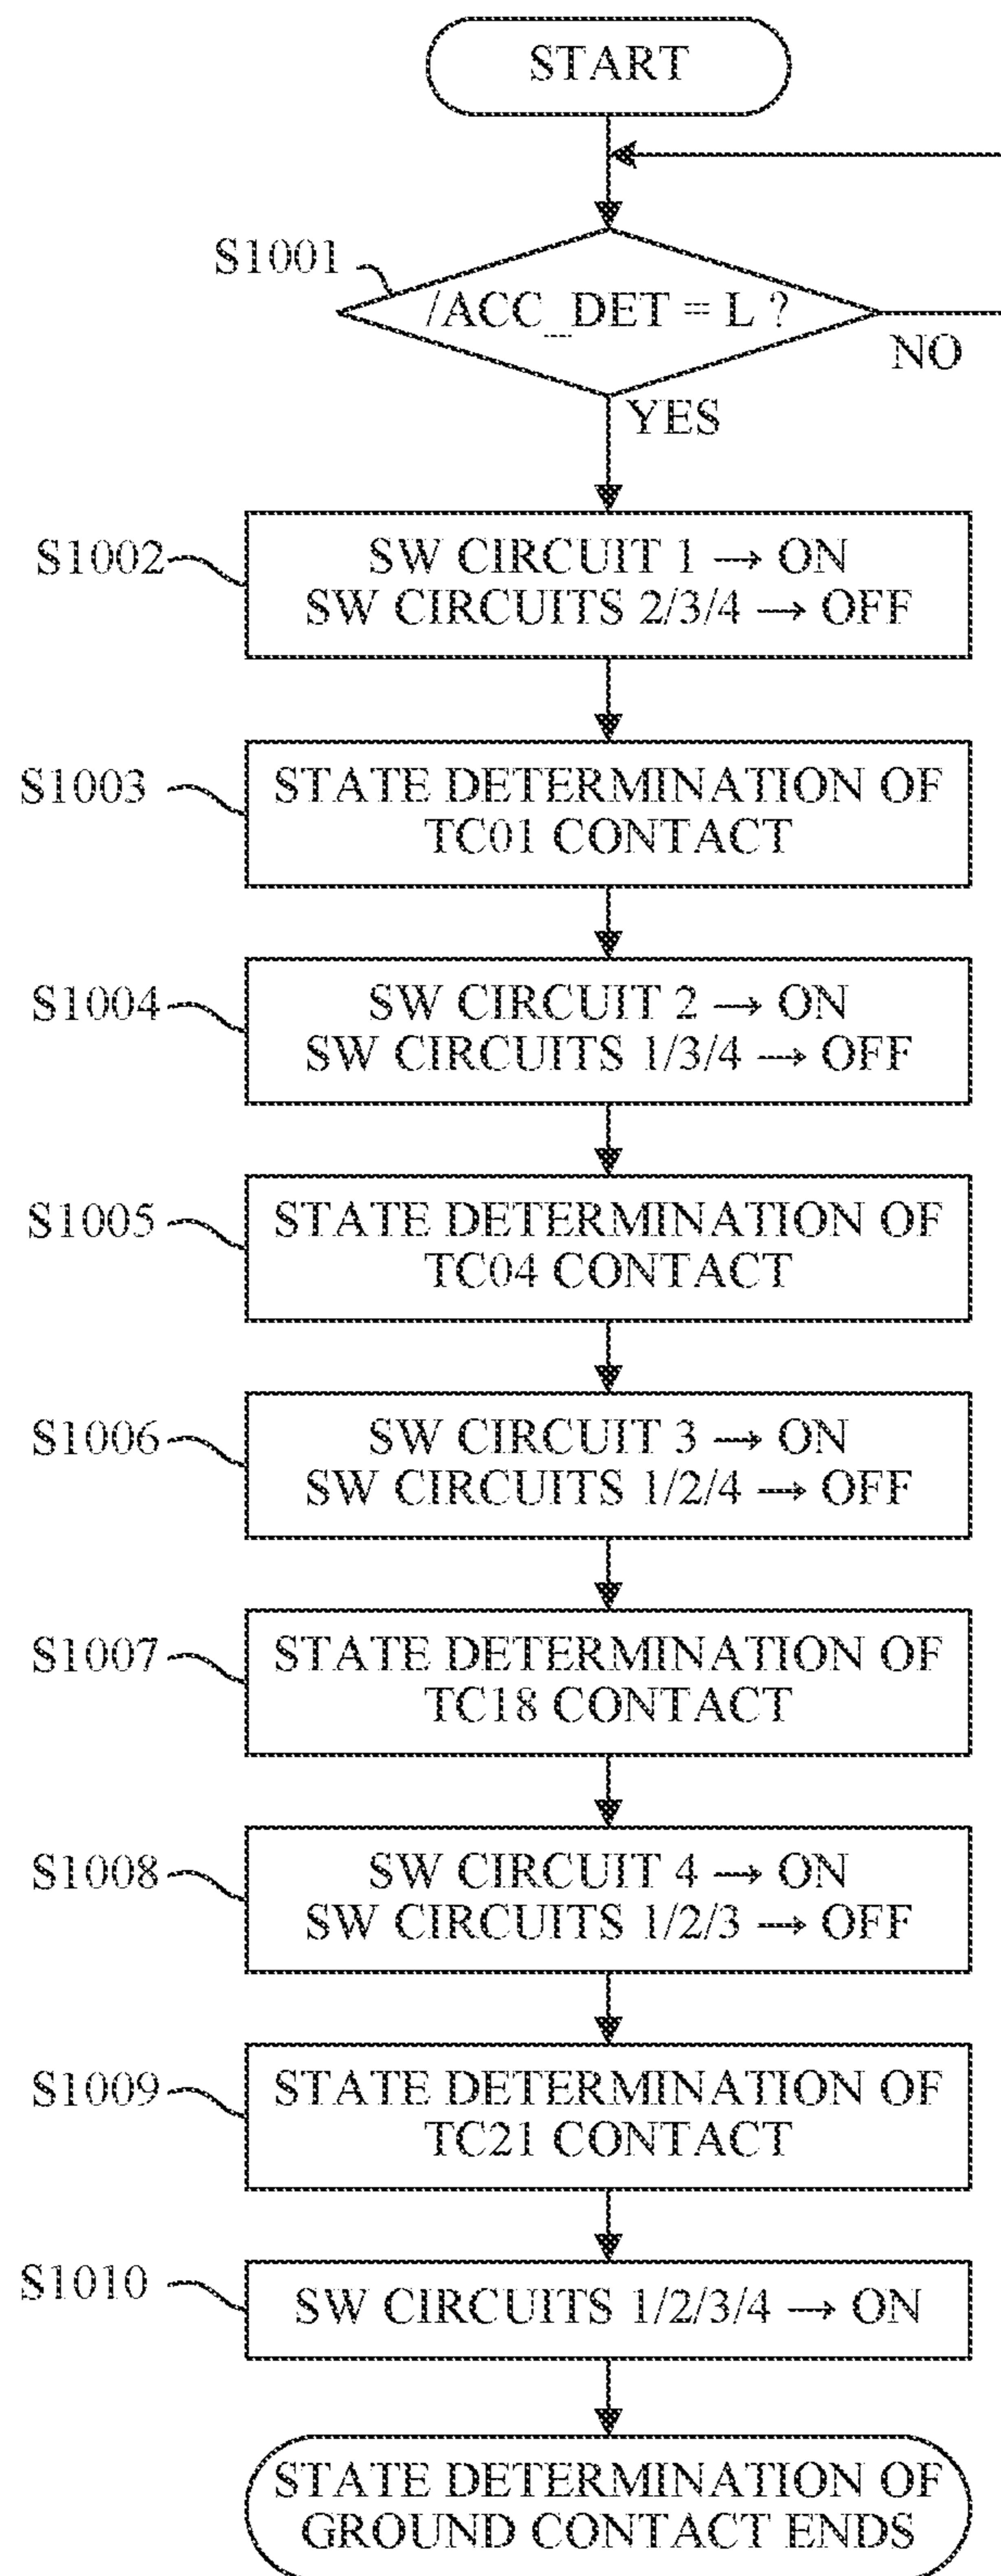 START
S1001
/ACC_DET = L ?
NO
YES
S1002
SW CIRCUIT 1 → ON
SW CIRCUITS 2/3/4 → OFF
S1003
STATE DETERMINATION OF
TC01 CONTACT
S1004
SW CIRCUIT 2 → ON
SW CIRCUITS 1/3/4 → OFF
S1005
STATE DETERMINATION OF
TC04 CONTACT
S1006
SW CIRCUIT 3 → ON
SW CIRCUITS 1/2/4 → OFF
S1007
STATE DETERMINATION OF
TC18 CONTACT
S1008
SW CIRCUIT 4 → ON
SW CIRCUITS 1/2/3 → OFF
S1009
STATE DETERMINATION OF
TC21 CONTACT
S1010
SW CIRCUITS 1/2/3/4 → ON
STATE DETERMINATION OF
GROUND CONTACT ENDS